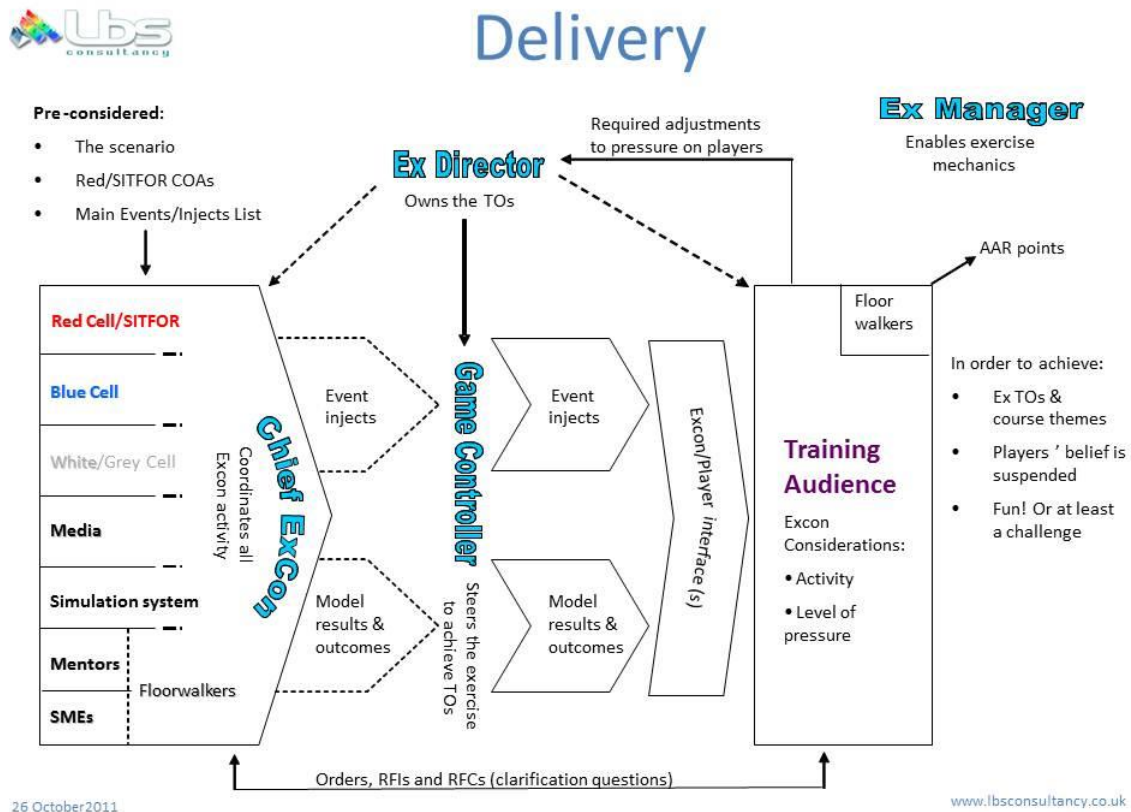 Lbs
consultancy
Delivery
Pre-considered:
• The scenario
• Red/SITFOR COAs
• Main Events/Injects List
Ex Director
Owns the TOs
Required adjustments
to pressure on players
Ex Manager
Enables exercise
mechanics
AAR points
Red Cell/SITFOR
Blue Cell
White/Grey Cell
Media
Simulation system
Mentors
SMEs
Floorwalkers
Coordinates all
Excon activity
Chief ExCon
Event
injects
Model
results &
outcomes
Game Controller
Steers the exercise
to achieve TOs
Event
injects
Model
results &
outcomes
Excon/Player interface(s)
Floor
walkers
Training
Audience
Excon
Considerations:
• Activity
• Level of
pressure
In order to achieve:
• Ex TOs &
course themes
• Players ’ belief is
suspended
• Fun! Or at least
a challenge
Orders, RFIs and RFCs (clarification questions)
26 October2011
www.lbsconsultancy.co.uk